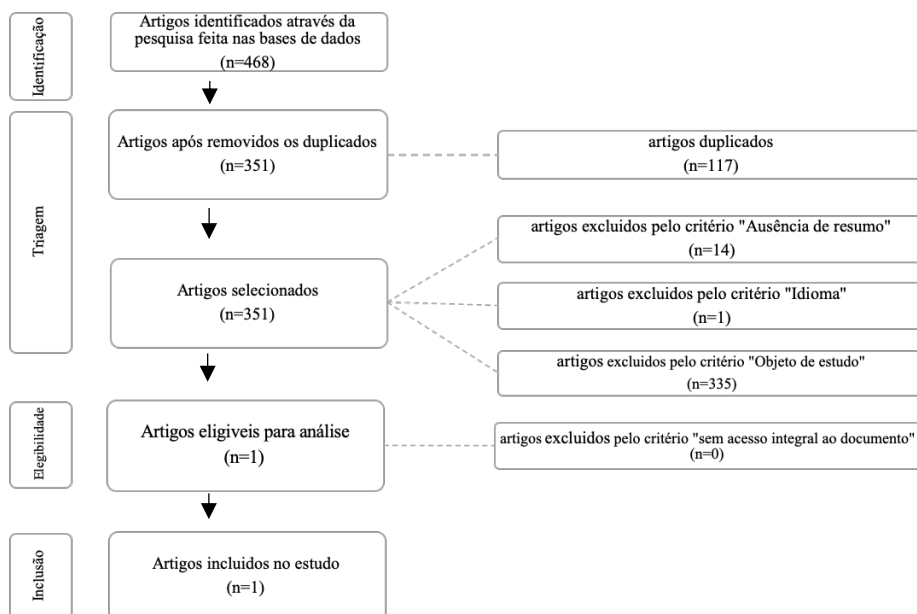 Identificação
Artigos identificados através da
pesquisa feita nas bases de dados
(n=468)
Triagem
Artigos após removidos os duplicados
(n=351)
artigos duplicados
(n=117)
artigos excluidos pelo critério "Ausência de resumo"
(n=14)
Artigos selecionados
(n=351)
artigos excluidos pelo critério "Idioma"
(n=1)
artigos excluidos pelo critério "Objeto de estudo"
(n=335)
Elegibilidade
Artigos eligiveis para análise
(n=1)
artigos excluidos pelo critério "sem acesso integral ao documento"
(n=0)
Inclusão
Artigos incluidos no estudo
(n=1)